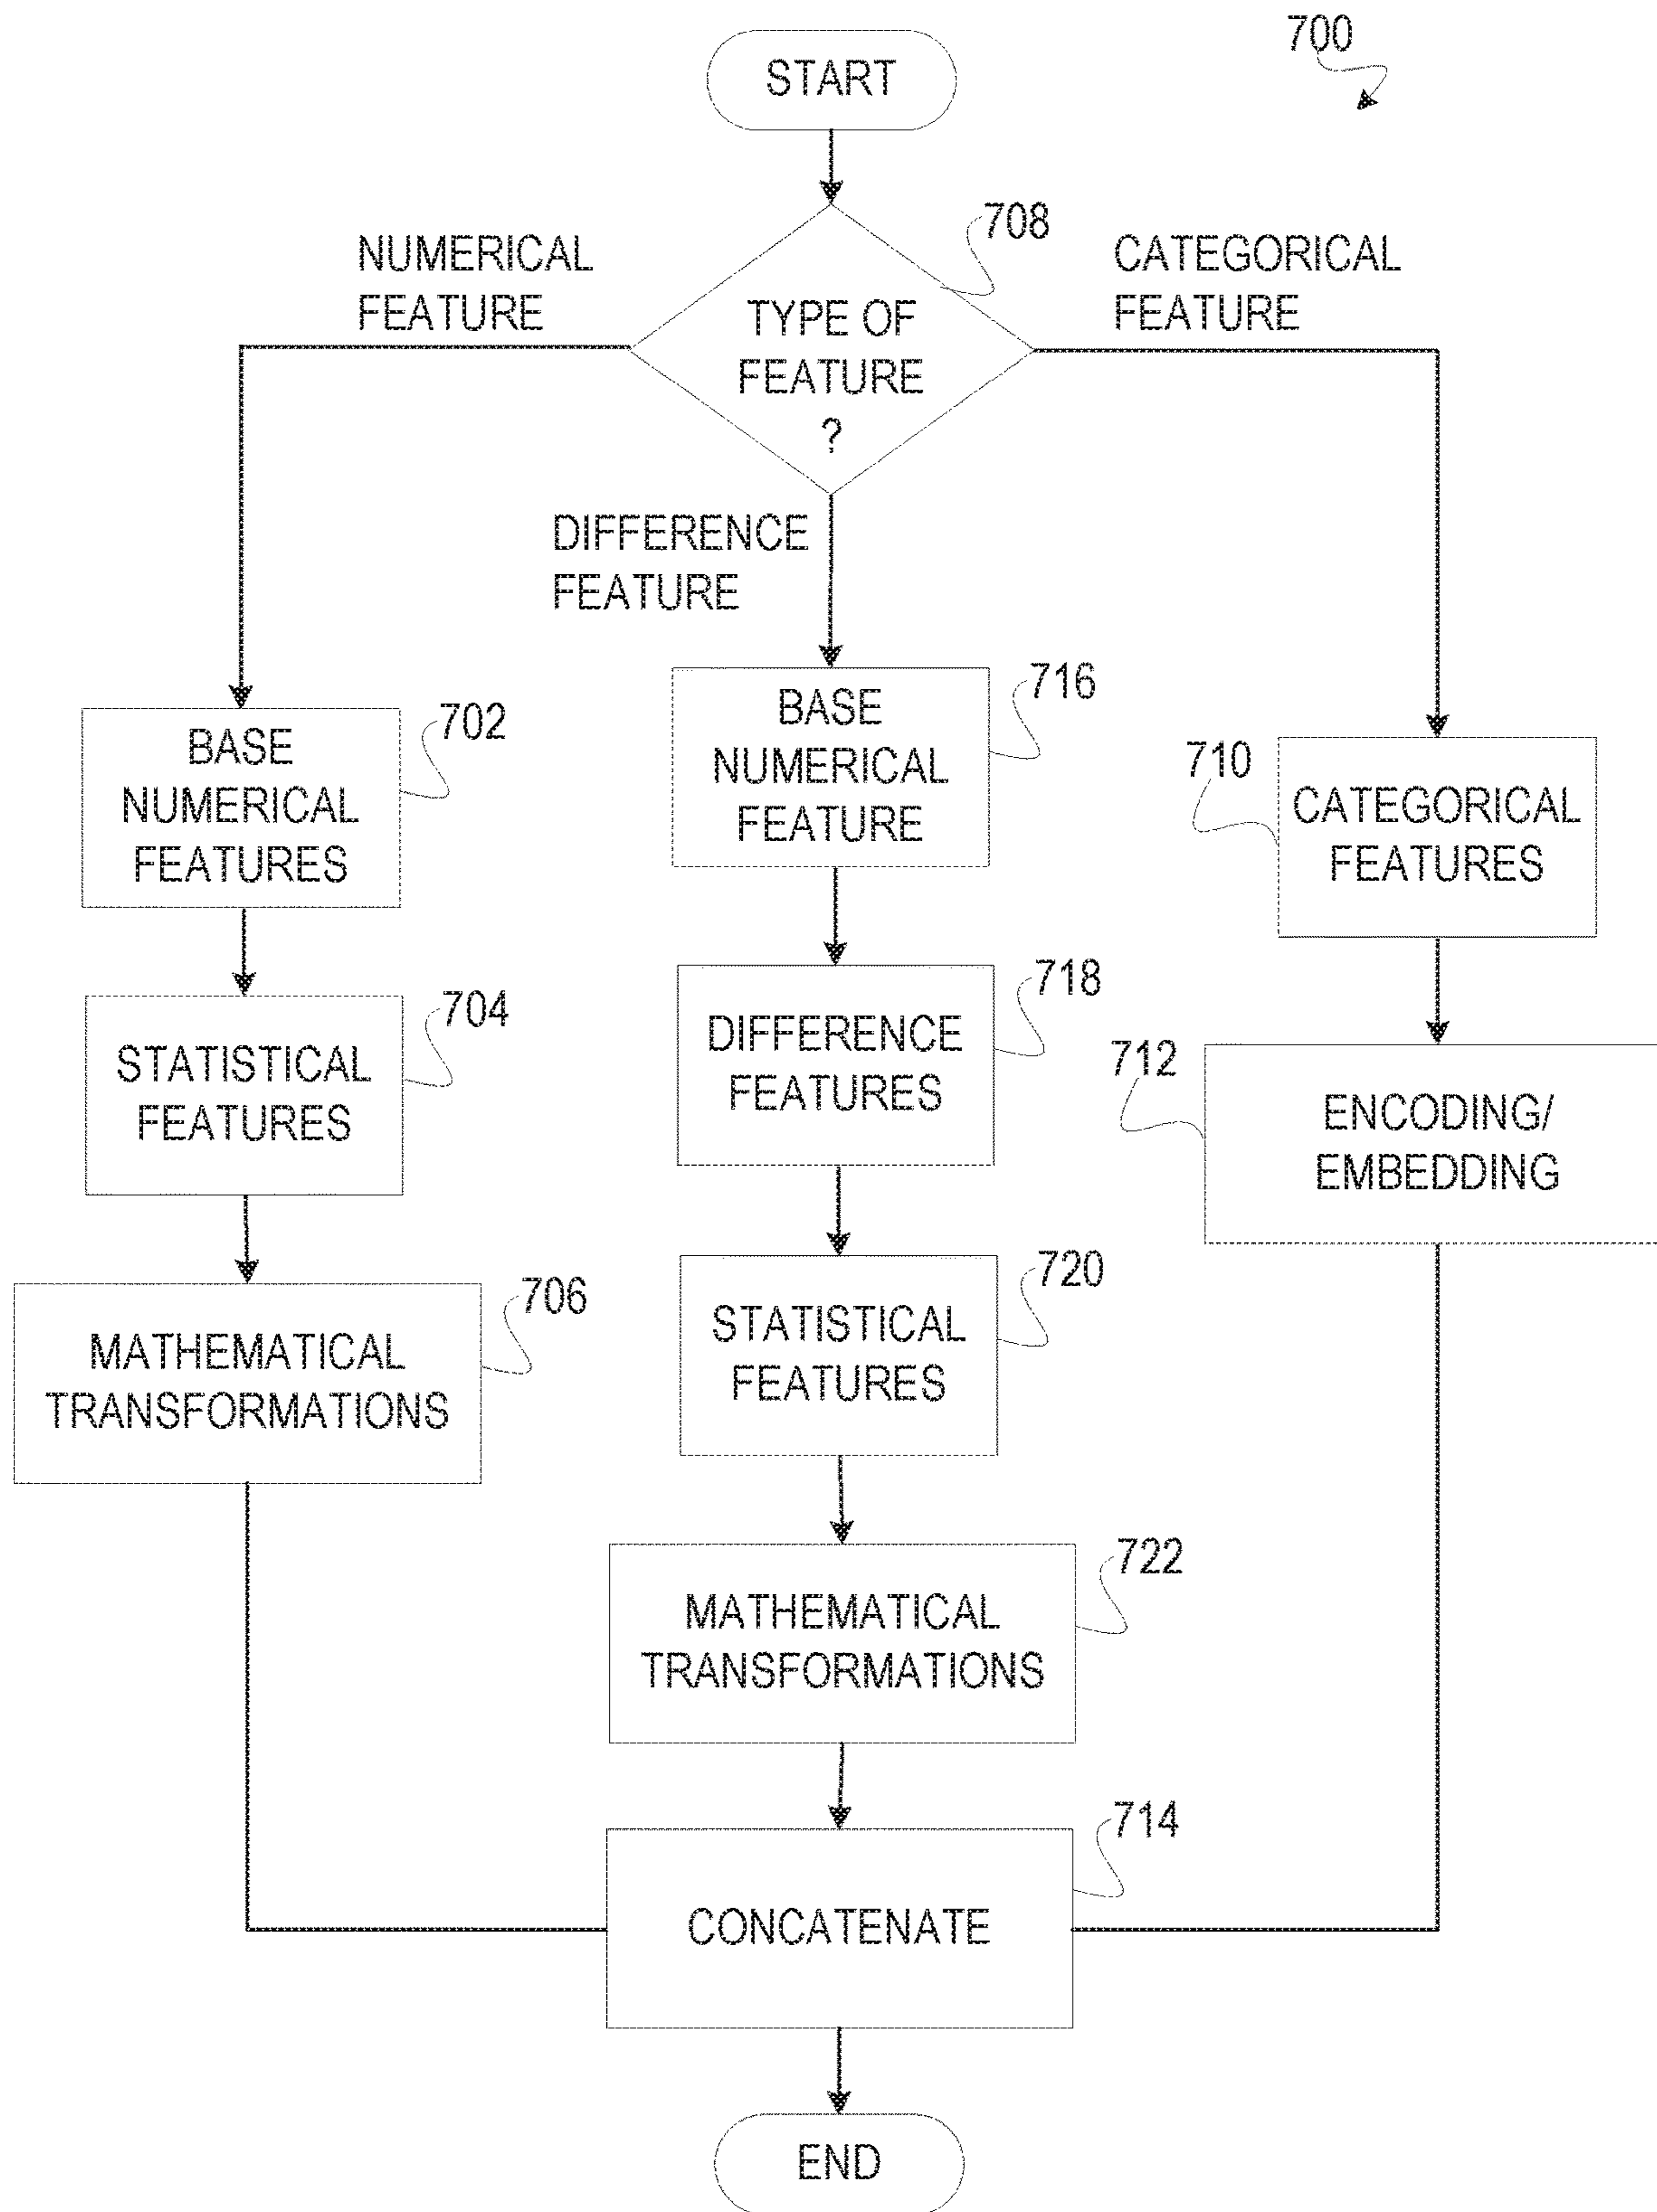 700
START
708
NUMERICAL
FEATURE
CATEGORICAL
FEATURE
TYPE OF
FEATURE
?
DIFFERENCE
FEATURE
702
BASE
NUMERICAL
FEATURES
716
BASE
NUMERICAL
FEATURE
710
CATEGORICAL
FEATURES
704
STATISTICAL
FEATURES
718
DIFFERENCE
FEATURES
712
ENCODING/
EMBEDDING
706
MATHEMATICAL
TRANSFORMATIONS
720
STATISTICAL
FEATURES
722
MATHEMATICAL
TRANSFORMATIONS
714
CONCATENATE
END